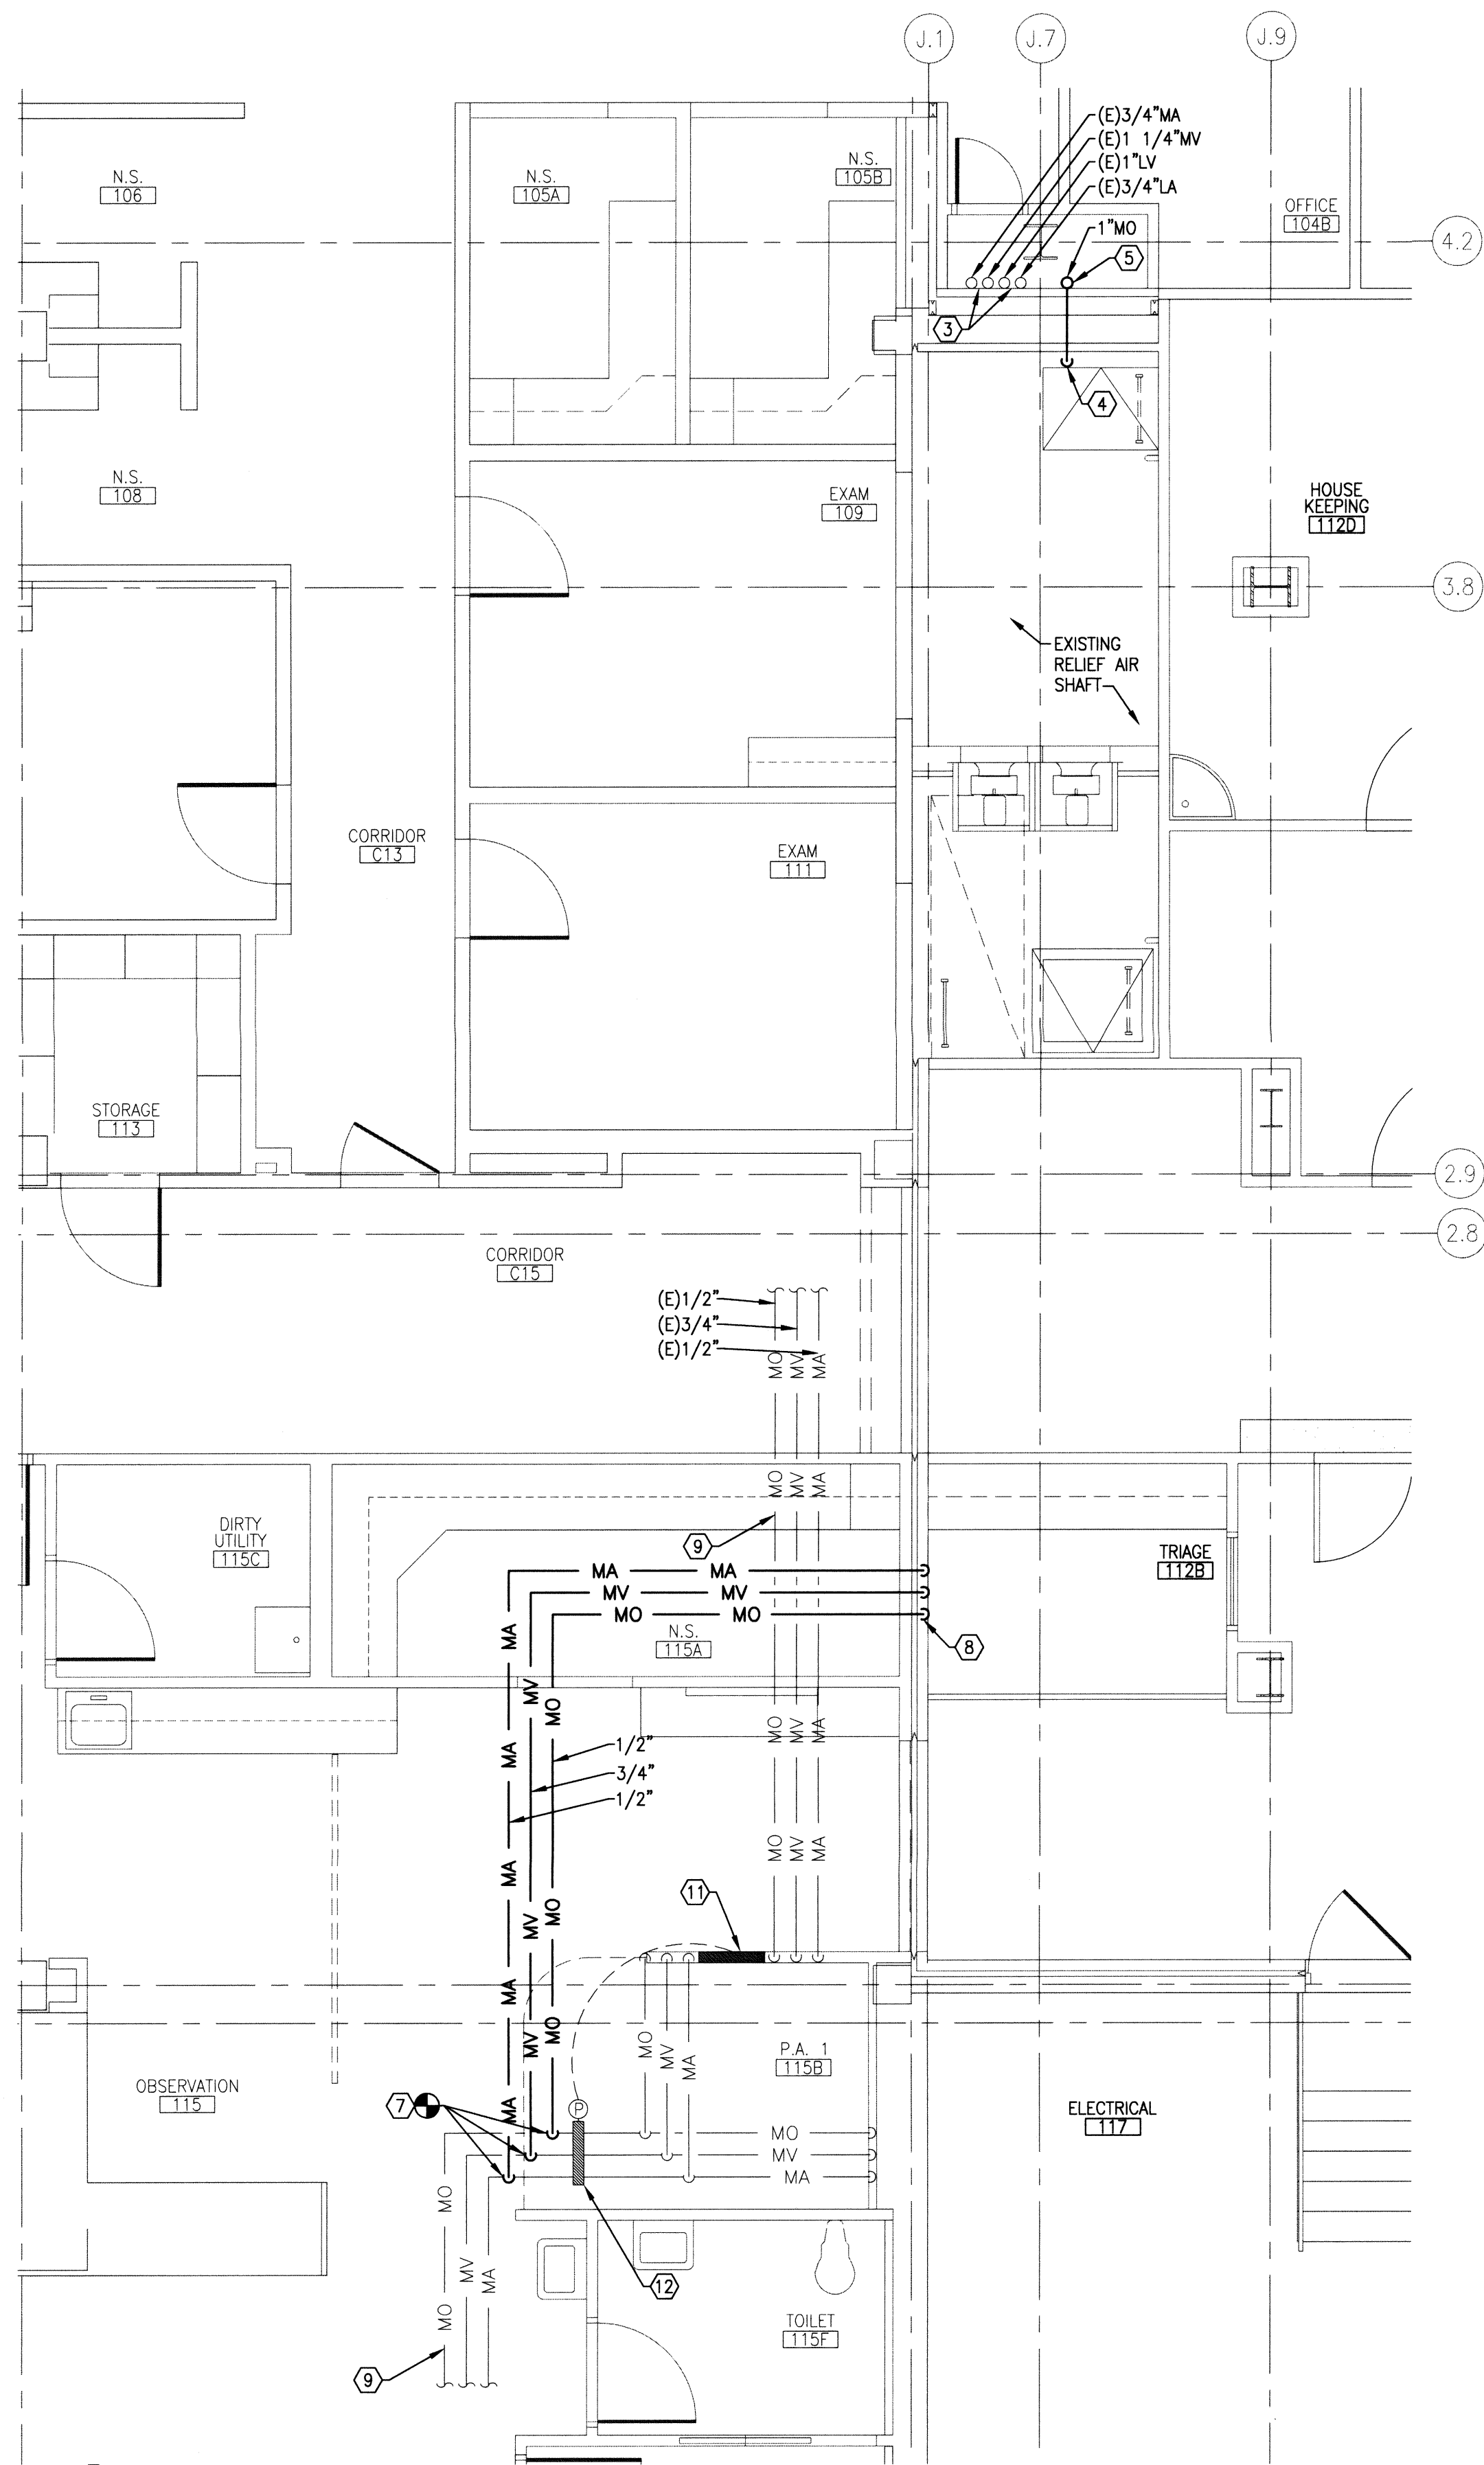 J.1
J.7
J.9
(E)3/4"MA
(E)1 1/4"MV
(E)1"LV
(E)3/4"LA
1"MO
5
3
4
N.S.
106
N.S.
105A
N.S.
105B
OFFICE
104B
4.2
N.S.
108
EXAM
109
HOUSE
KEEPING
112D
3.8
EXISTING
RELIEF AIR
SHAFT
CORRIDOR
C13
EXAM
111
STORAGE
113
2.9
2.8
CORRIDOR
C15
(E)1/2"
(E)3/4"
(E)1/2"
MO
MV
MA
MO
MV
MA
DIRTY
UTILITY
115C
9
TRIAGE
112B
MA
MA
MV
MV
MO
MO
8
N.S.
115A
MA
MV
MO
MO
MV
MA
MA
1/2"
3/4"
1/2"
MO
MV
MA
MA
MV
MO
11
MA
MV
MO
MO
MV
MA
P.A. 1
115B
OBSERVATION
115
ELECTRICAL
117
7
MA
P
MO
MV
MA
MO
MV
MA
MO
12
TOILET
115F
9